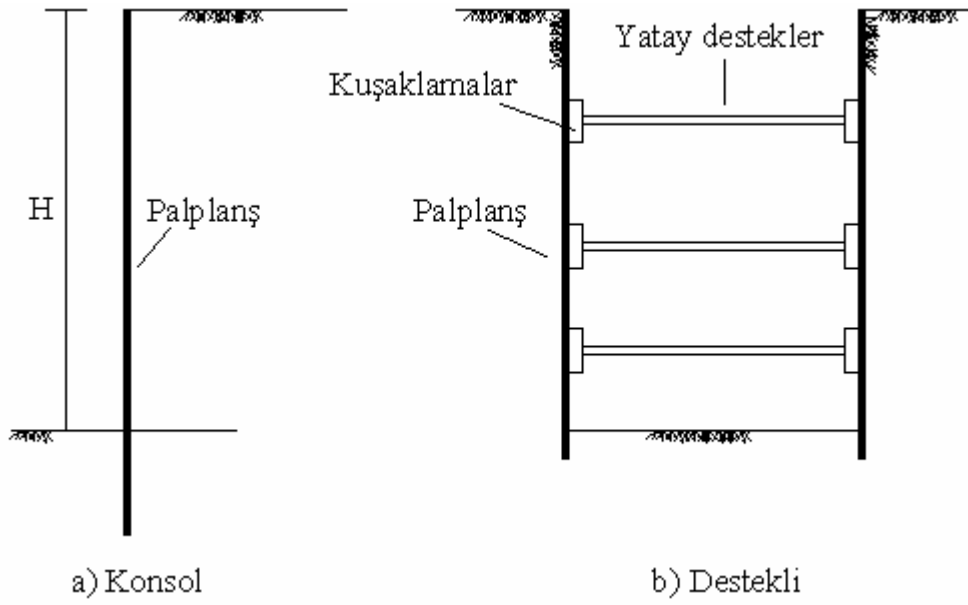 H
Palplanş
a) Konsol
Yatay destekler
Kuşaklamalar
Palplanş
b) Destekli